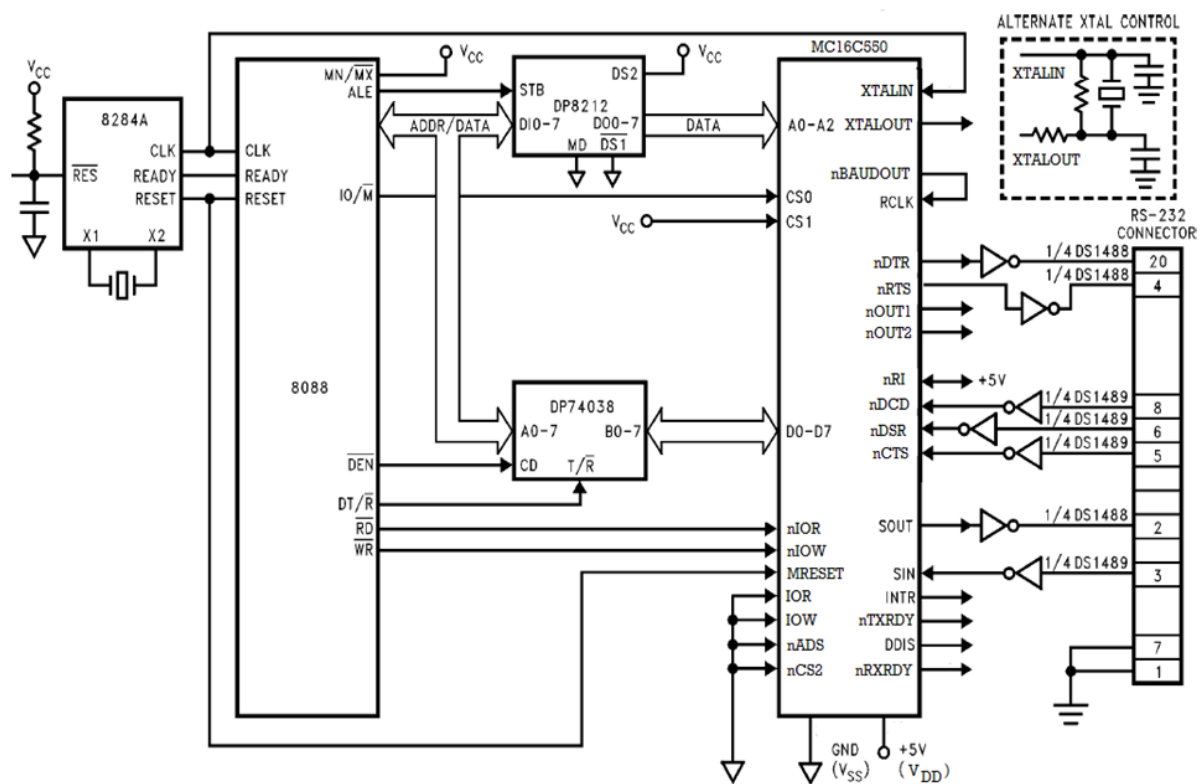 ALTERNATE XTAL CONTROL
XTALIN
XTALOUT
VCC
8284A
RES
CLK
READY
RESET
X1
X2
8088
CLK
READY
RESET
MN/MX
ALE
ADDR/DATA
IO/M
DEN
DT/R
RD
WR
VCC
VCC
DS2
STB
DP8212
DI0-7
DO0-7
MD
DS1
DATA
VCC
DP74038
A0-7
B0-7
CD
T/R
MC16C550
XTALIN
A0-A2
XTALOUT
nBAUDOUT
RCLK
CS0
CS1
nDTR
nRTS
nOUT1
nOUT2
nRI
+5V
nDCD
D0-D7
nDSR
nCTS
nIOR
SOUT
nIOW
MRESET
SIN
IOR
INTR
IOW
nTXRDY
nADS
DDIS
nCS2
nRXRDY
GND
(VSS)
+5V
(VDD)
RS-232
CONNECTOR
1/4 DS1488
20
1/4 DS1488
4
1/4 DS1489
8
1/4 DS1489
6
1/4 DS1489
5
1/4 DS1488
2
1/4 DS1489
3
7
1